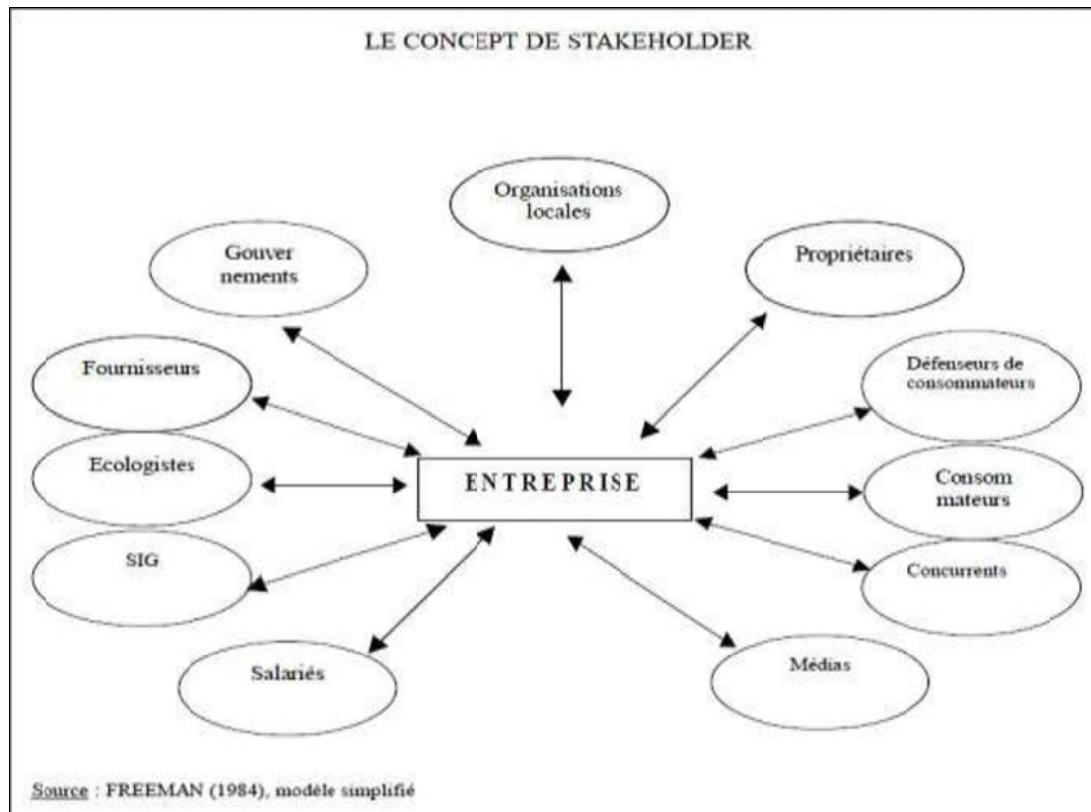 LE CONCEPT DE STAKEHOLDER
Organisations
locales
Gouver
nements
Propriétaires
Fournisseurs
Défenseurs de
consommateurs
Ecologistes
ENTREPRISE
Consom
mateurs
SIG
Concurrents
Salariés
Médias
Source : FREEMAN (1984), modèle simplifié